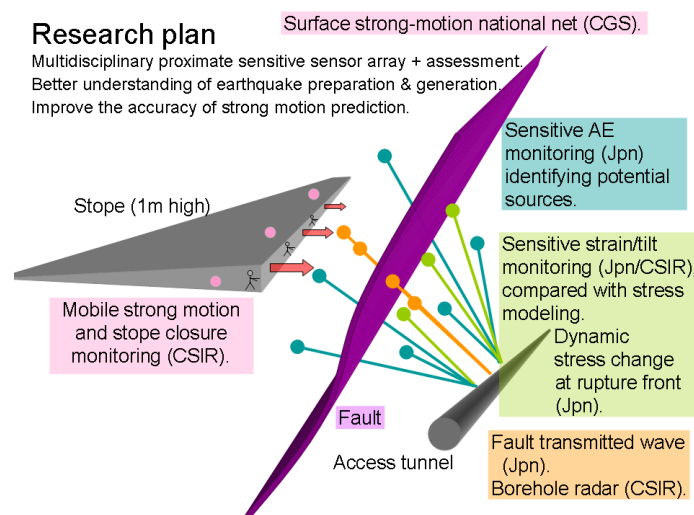 Surface strong-motion national net (CGS).
Research plan
Multidisciplinary proximate sensitive sensor array + assessment.
Better understanding of earthquake preparation & generation.
Improve the accuracy of strong motion prediction.
Sensitive AE
monitoring (Jpn)
identifying potential
sources.
Stope (1m high)
Sensitive strain/tilt
monitoring (Jpn/CSIR),
compared with stress
modeling.
Dynamic
stress change
at rupture front
(Jpn).
Mobile strong motion
and stope closure
monitoring (CSIR).
Fault
Access tunnel
Fault transmitted wave
(Jpn).
Borehole radar (CSIR).